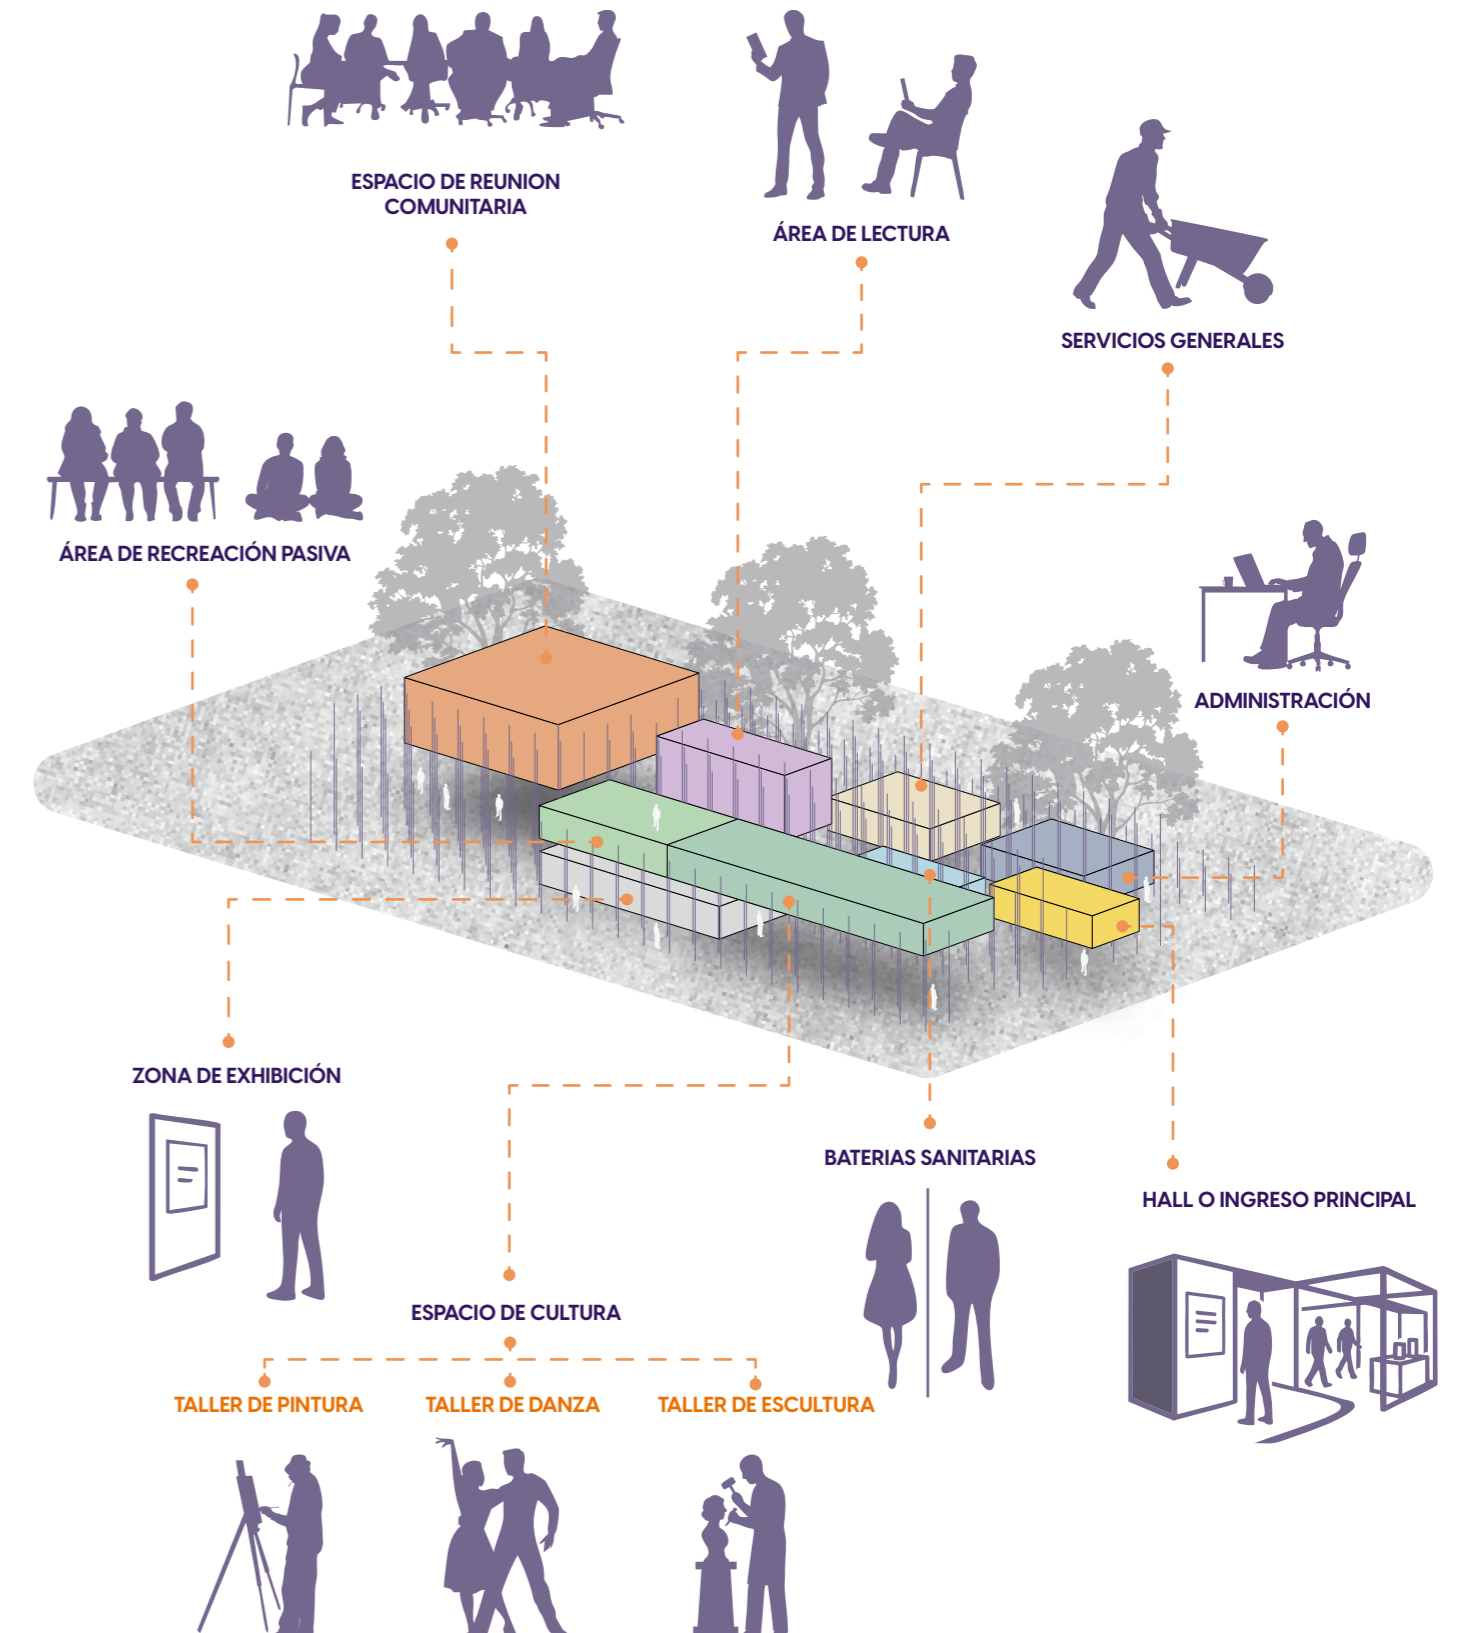 ESPACIO DE REUNION
COMUNITARIA
ÁREA DE LECTURA
SERVICIOS GENERALES
ÁREA DE RECREACIÓN PASIVA
ADMINISTRACIÓN
ZONA DE EXHIBICIÓN
BATERIAS SANITARIAS
HALL O INGRESO PRINCIPAL
ESPACIO DE CULTURA
TALLER DE PINTURA
TALLER DE DANZA
TALLER DE ESCULTURA